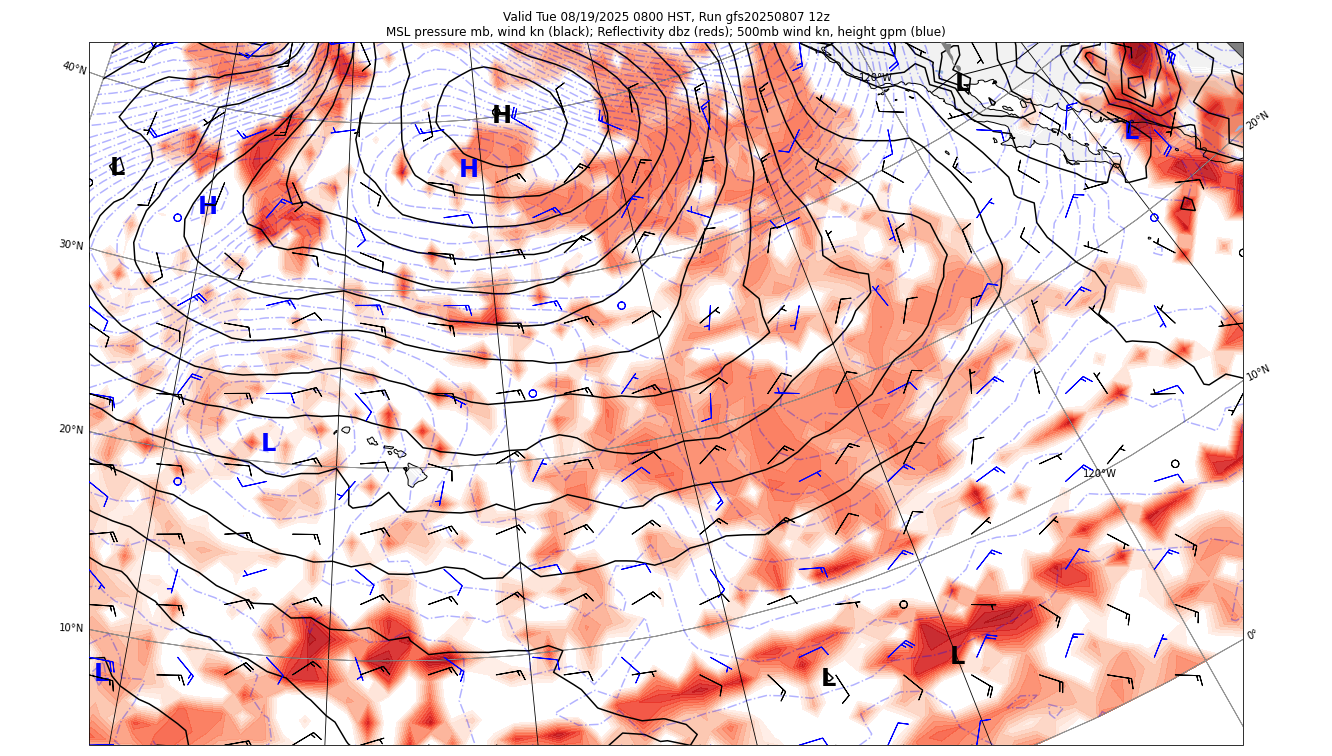 Valid Tue 08/19/2025 0800 HST, Run gfs20250807 12z
MSL pressure mb, wind kn (black); Reflectivity dbz (reds); 500mb wind kn, height gpm (blue)
40°N
120°W
L
20°N
H
L
L
H
H
30°N
10°N
20°N
L
120°W
10°N
0°
L
L
L